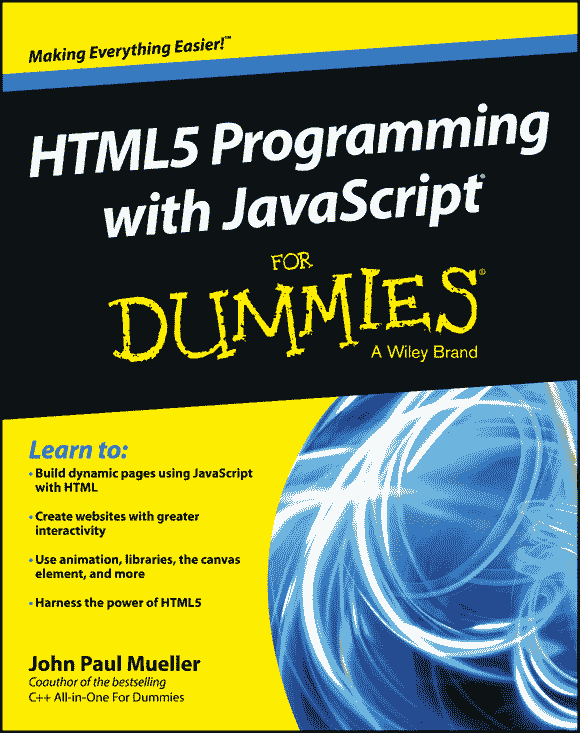 Making Everything Easier!™
HTML5 Programming
with JavaScript®
FOR
DUMMIES®
A Wiley Brand
Learn to:
• Build dynamic pages using JavaScript
with HTML
• Create websites with greater
interactivity
• Use animation, libraries, the canvas
element, and more
• Harness the power of HTML5
John Paul Mueller
Coauthor of the bestselling
C++ All-in-One For Dummies